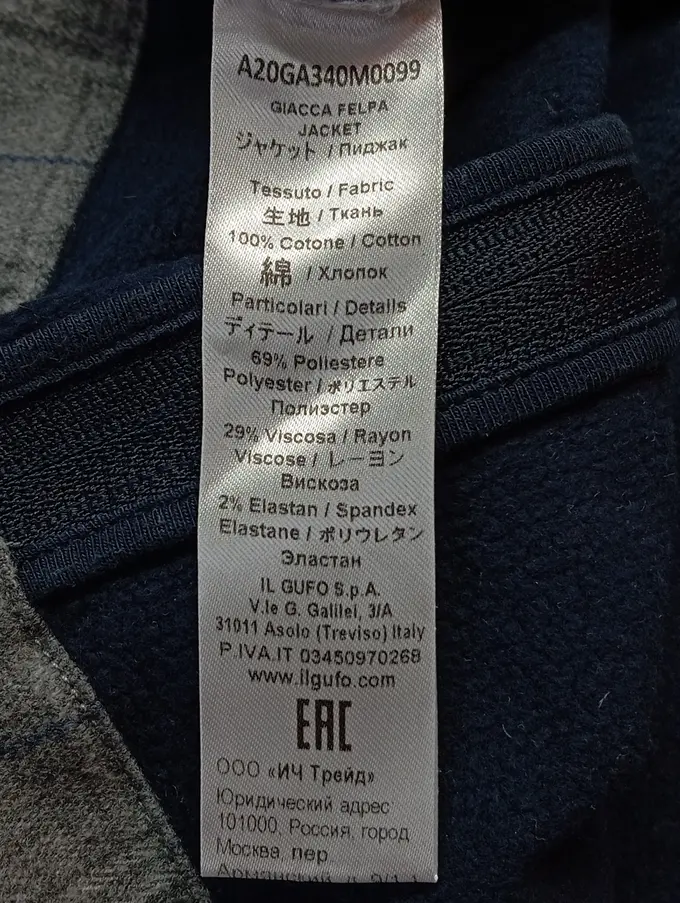 A20GA340M0099
GIACCA FELPA
JACKET
ジャケット / Пиджак
Tessuto / Fabric
生地 / Ткань
100% Cotone / Cotton
綿 / Хлопок
Particolari / Details
ディテール / Детали
69% Poliestere
Polyester / ポリエステル
Полиэстер
29% Viscosa / Rayon
Viscose / レーヨン
Вискоза
2% Elastan / Spandex
Elastane / ポリウレタン
Эластан
IL GUFO S.p.A.
V.le G. Galilei, 3/A
31011 Asolo (Treviso) Italy
P.IVA.IT 03450970268
www.ilgufo.com
EAC
ООО «ИЧ Трейд»
Юридический адрес:
101000, Россия, город
Москва, пер
Армянский, д.